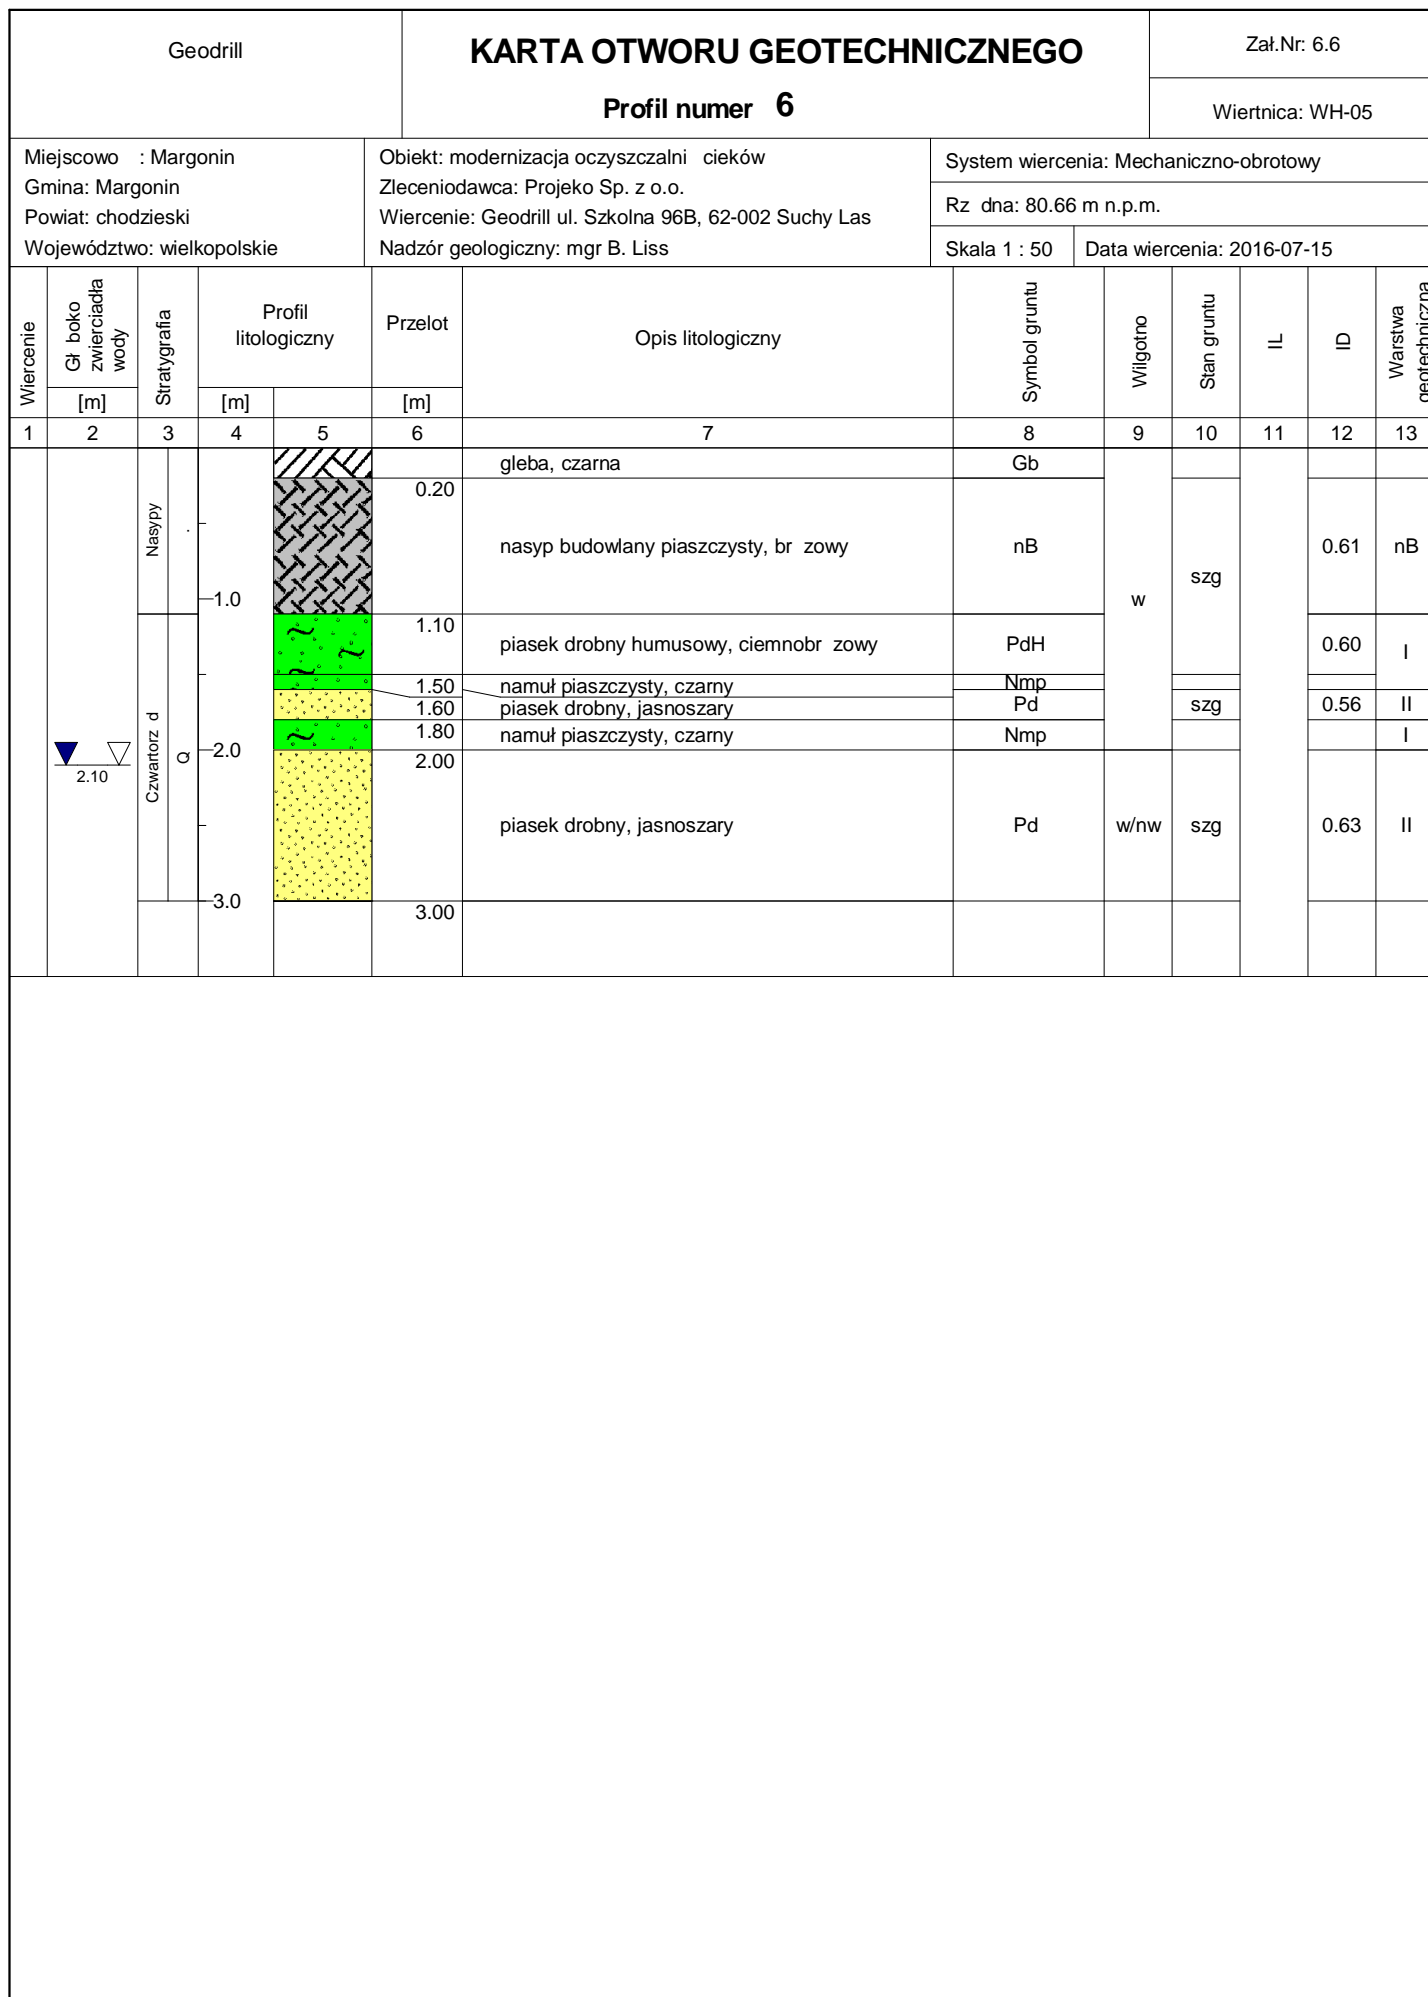 Geodrill
KARTA OTWORU GEOTECHNICZNEGO
Profil numer 6
Zał.Nr: 6.6
Wiertnica: WH-05
Miejscowo : Margonin
Gmina: Margonin
Powiat: chodzieski
Województwo: wielkopolskie
Obiekt: modernizacja oczyszczalni cieków
Zleceniodawca: Projeko Sp. z o.o.
Wiercenie: Geodrill ul. Szkolna 96B, 62-002 Suchy Las
Nadzór geologiczny: mgr B. Liss
System wiercenia: Mechaniczno-obrotowy
Rz dna: 80.66 m n.p.m.
Skala 1 : 50
Data wiercenia: 2016-07-15
Wiercenie
Gł boko
zwierciadła
wody
[m]
Stratygrafia
Profil
litologiczny
[m]
Przelot
[m]
Opis litologiczny
Symbol gruntu
Wilgotno
Stan gruntu
IL
ID
Warstwa
geotechniczna
1 2 3 4 5 6 7 8 9 10 11 12 13
gleba, czarna Gb
0.20
Nasypy .
nasyp budowlany piaszczysty, br zowy nB 0.61 nB
szg
w
1.0
1.10
piasek drobny humusowy, ciemnobr zowy PdH 0.60 I
1.50 namuł piaszczysty, czarny Nmp
1.60 piasek drobny, jasnoszary Pd szg 0.56 II
1.80 namuł piaszczysty, czarny Nmp I
Czwartorz d Q
2.0
2.00
2.10
piasek drobny, jasnoszary Pd w/nw szg 0.63 II
3.0
3.00